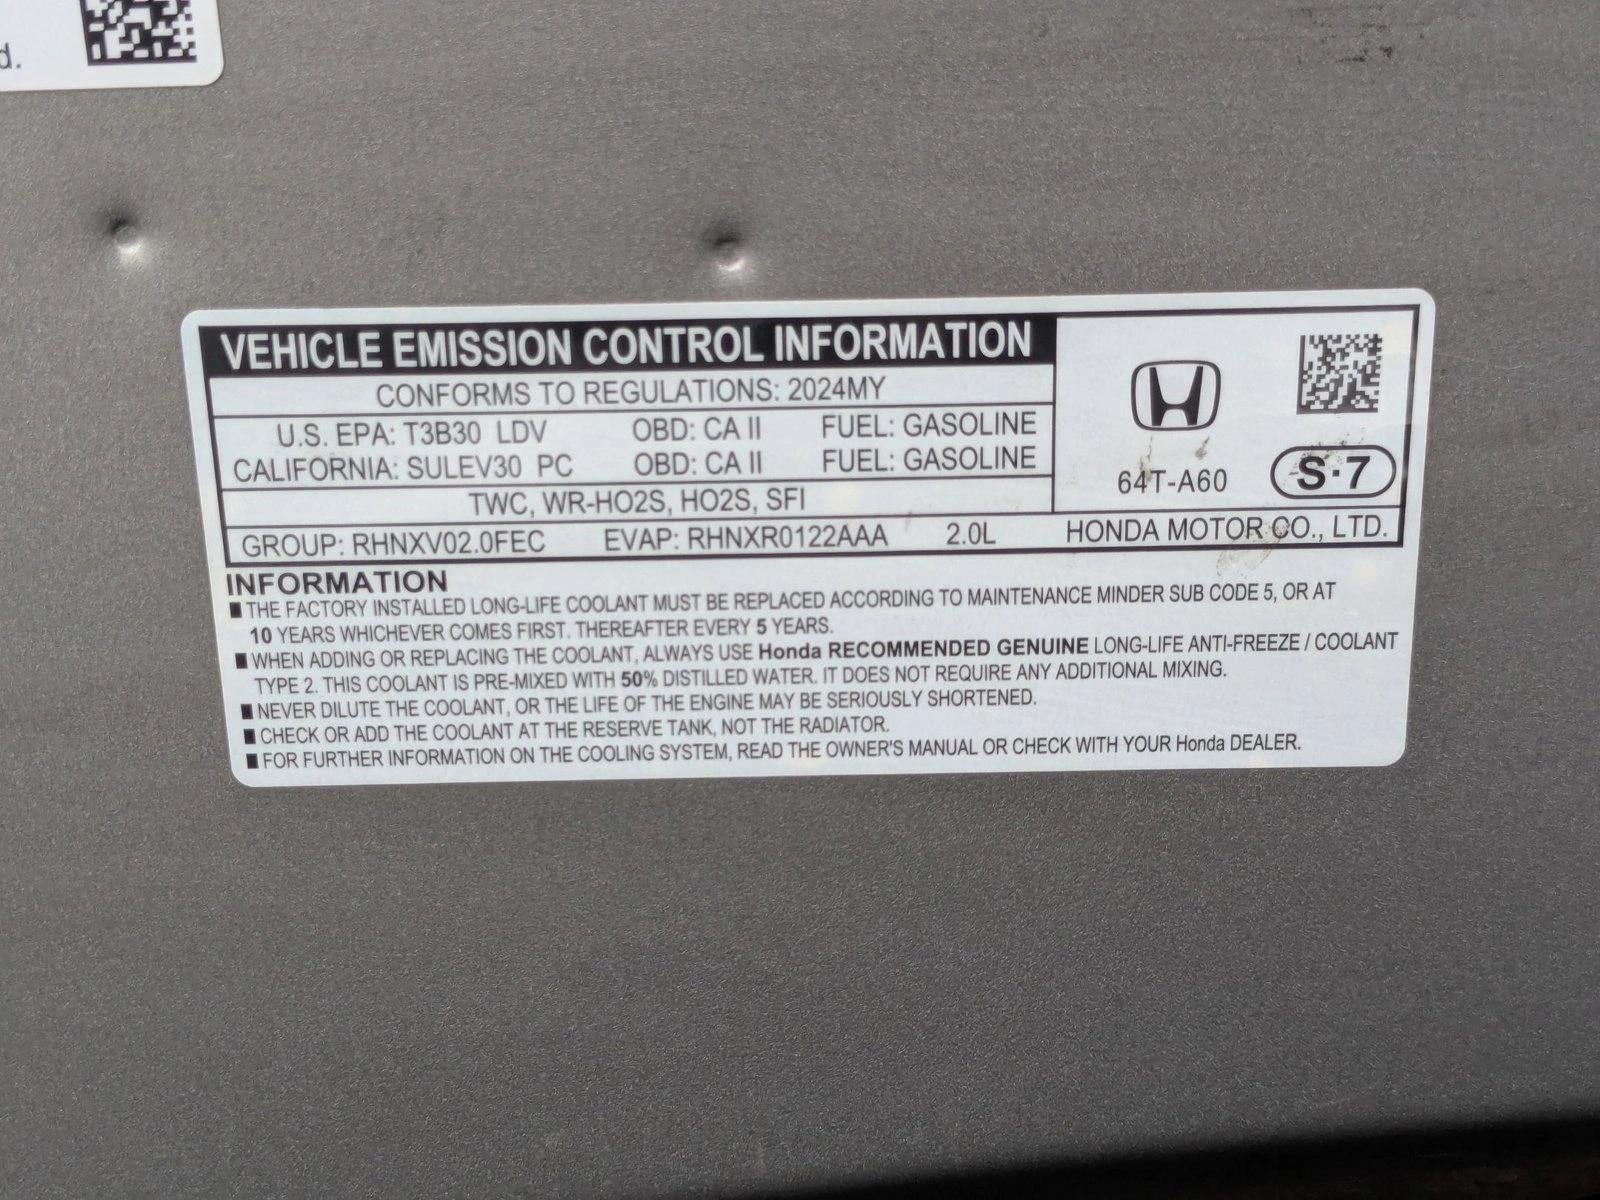 d.
VEHICLE EMISSION CONTROL INFORMATION
CONFORMS TO REGULATIONS: 2024MY
U.S. EPA: T3B30 LDV OBD: CA II FUEL: GASOLINE
CALIFORNIA: SULEV30 PC OBD: CA II FUEL: GASOLINE
TWC, WR-HO2S, HO2S, SFI
64T-A60 S·7
GROUP: RHNXV02.0FEC EVAP: RHNXR0122AAA 2.0L HONDA MOTOR CO., LTD.
INFORMATION
■ THE FACTORY INSTALLED LONG-LIFE COOLANT MUST BE REPLACED ACCORDING TO MAINTENANCE MINDER SUB CODE 5, OR AT
10 YEARS WHICHEVER COMES FIRST. THEREAFTER EVERY 5 YEARS.
■ WHEN ADDING OR REPLACING THE COOLANT, ALWAYS USE Honda RECOMMENDED GENUINE LONG-LIFE ANTI-FREEZE / COOLANT
TYPE 2. THIS COOLANT IS PRE-MIXED WITH 50% DISTILLED WATER. IT DOES NOT REQUIRE ANY ADDITIONAL MIXING.
■ NEVER DILUTE THE COOLANT, OR THE LIFE OF THE ENGINE MAY BE SERIOUSLY SHORTENED.
■ CHECK OR ADD THE COOLANT AT THE RESERVE TANK, NOT THE RADIATOR.
■ FOR FURTHER INFORMATION ON THE COOLING SYSTEM, READ THE OWNER'S MANUAL OR CHECK WITH YOUR Honda DEALER.